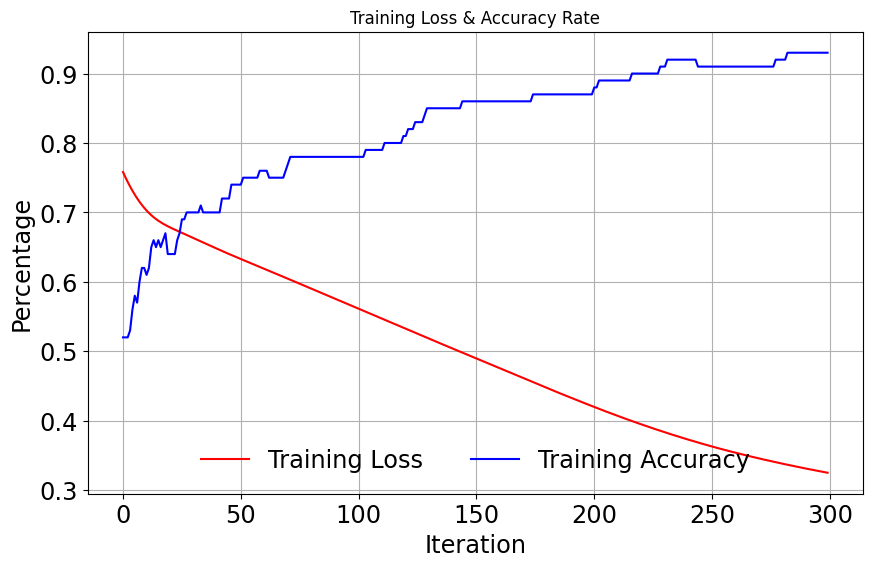 Training Loss & Accuracy Rate
Percentage
0.9
0.8
0.7
0.6
0.5
0.4
0.3
Training Loss Training Accuracy
0 50 100 150 200 250 300
Iteration